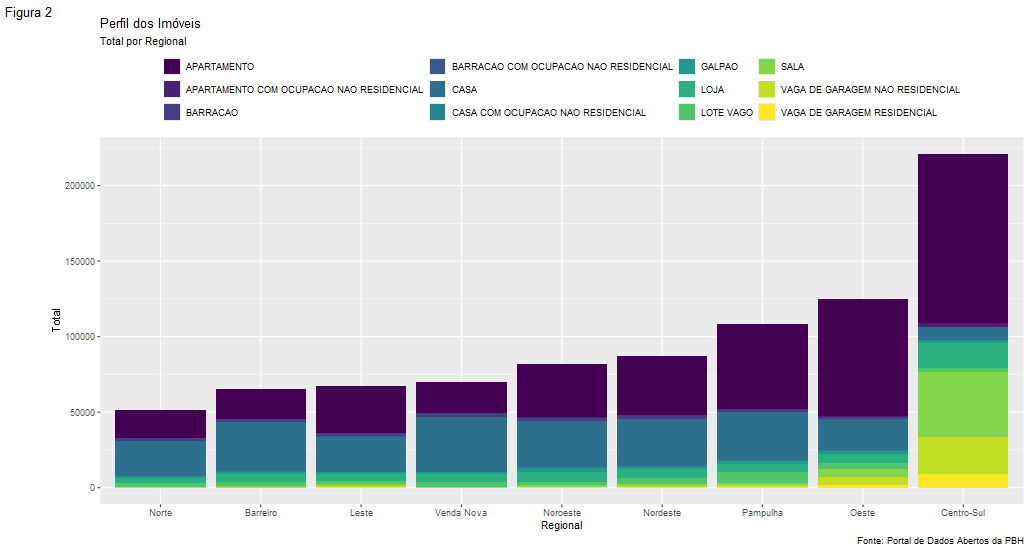 Figura 2
Perfil dos Imóveis
Total por Regional
APARTAMENTO
APARTAMENTO COM OCUPACAO NAO RESIDENCIAL
BARRACAO
BARRACAO COM OCUPACAO NAO RESIDENCIAL
CASA
CASA COM OCUPACAO NAO RESIDENCIAL
GALPAO
LOJA
LOTE VAGO
SALA
VAGA DE GARAGEM NAO RESIDENCIAL
VAGA DE GARAGEM RESIDENCIAL
Total
200000
150000
100000
50000
0
Norte
Barreiro
Leste
Venda Nova
Noroeste
Nordeste
Pampulha
Oeste
Centro-Sul
Regional
Fonte: Portal de Dados Abertos da PBH